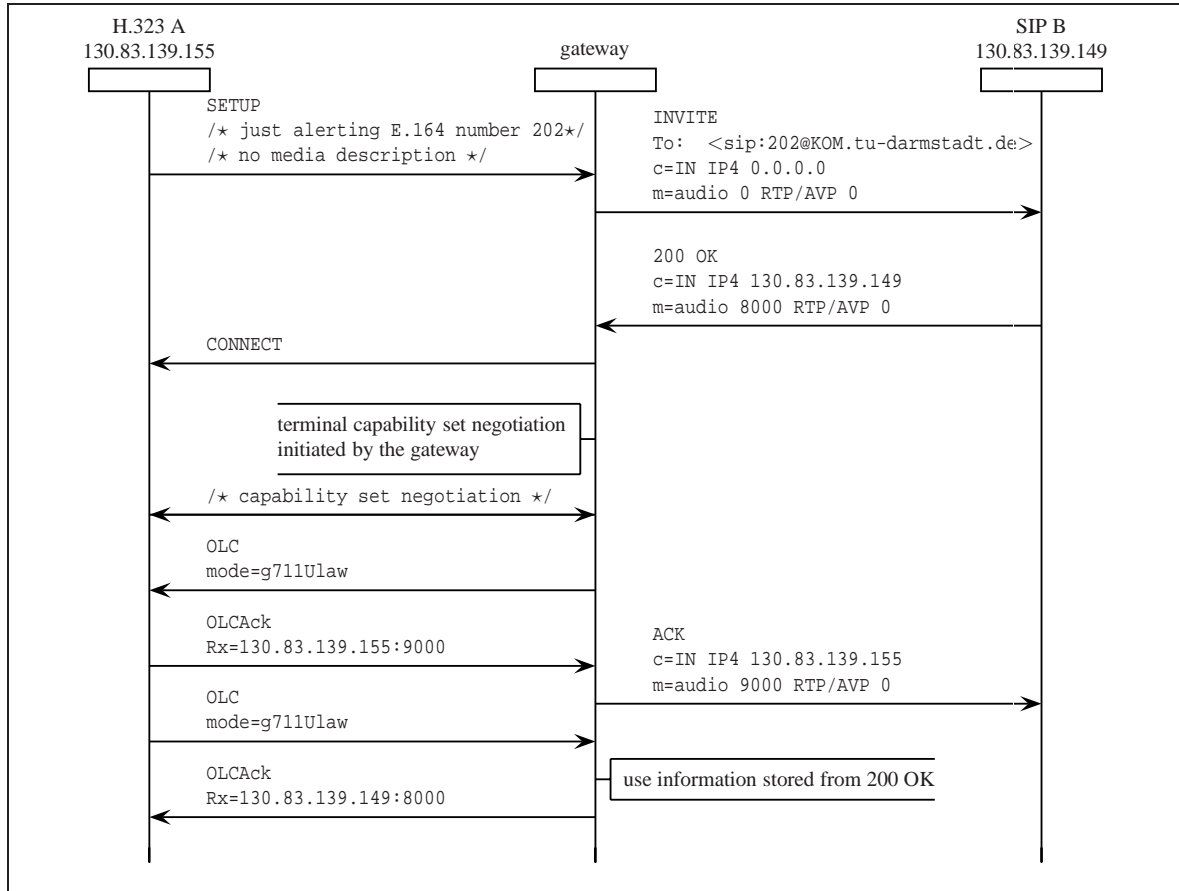 H.323 A
130.83.139.155
gateway
SIP B
130.83.139.149
SETUP
/* just alerting E.164 number 202*/
/* no media description */
INVITE
To: <sip:202@KOM.tu-darmstadt.de>
c=IN IP4 0.0.0.0
m=audio 0 RTP/AVP 0
200 OK
c=IN IP4 130.83.139.149
m=audio 8000 RTP/AVP 0
CONNECT
terminal capability set negotiation
initiated by the gateway
/* capability set negotiation */
OLC
mode=g711Ulaw
OLCAck
Rx=130.83.139.155:9000
ACK
c=IN IP4 130.83.139.155
m=audio 9000 RTP/AVP 0
OLC
mode=g711Ulaw
OLCAck
Rx=130.83.139.149:8000
use information stored from 200 OK